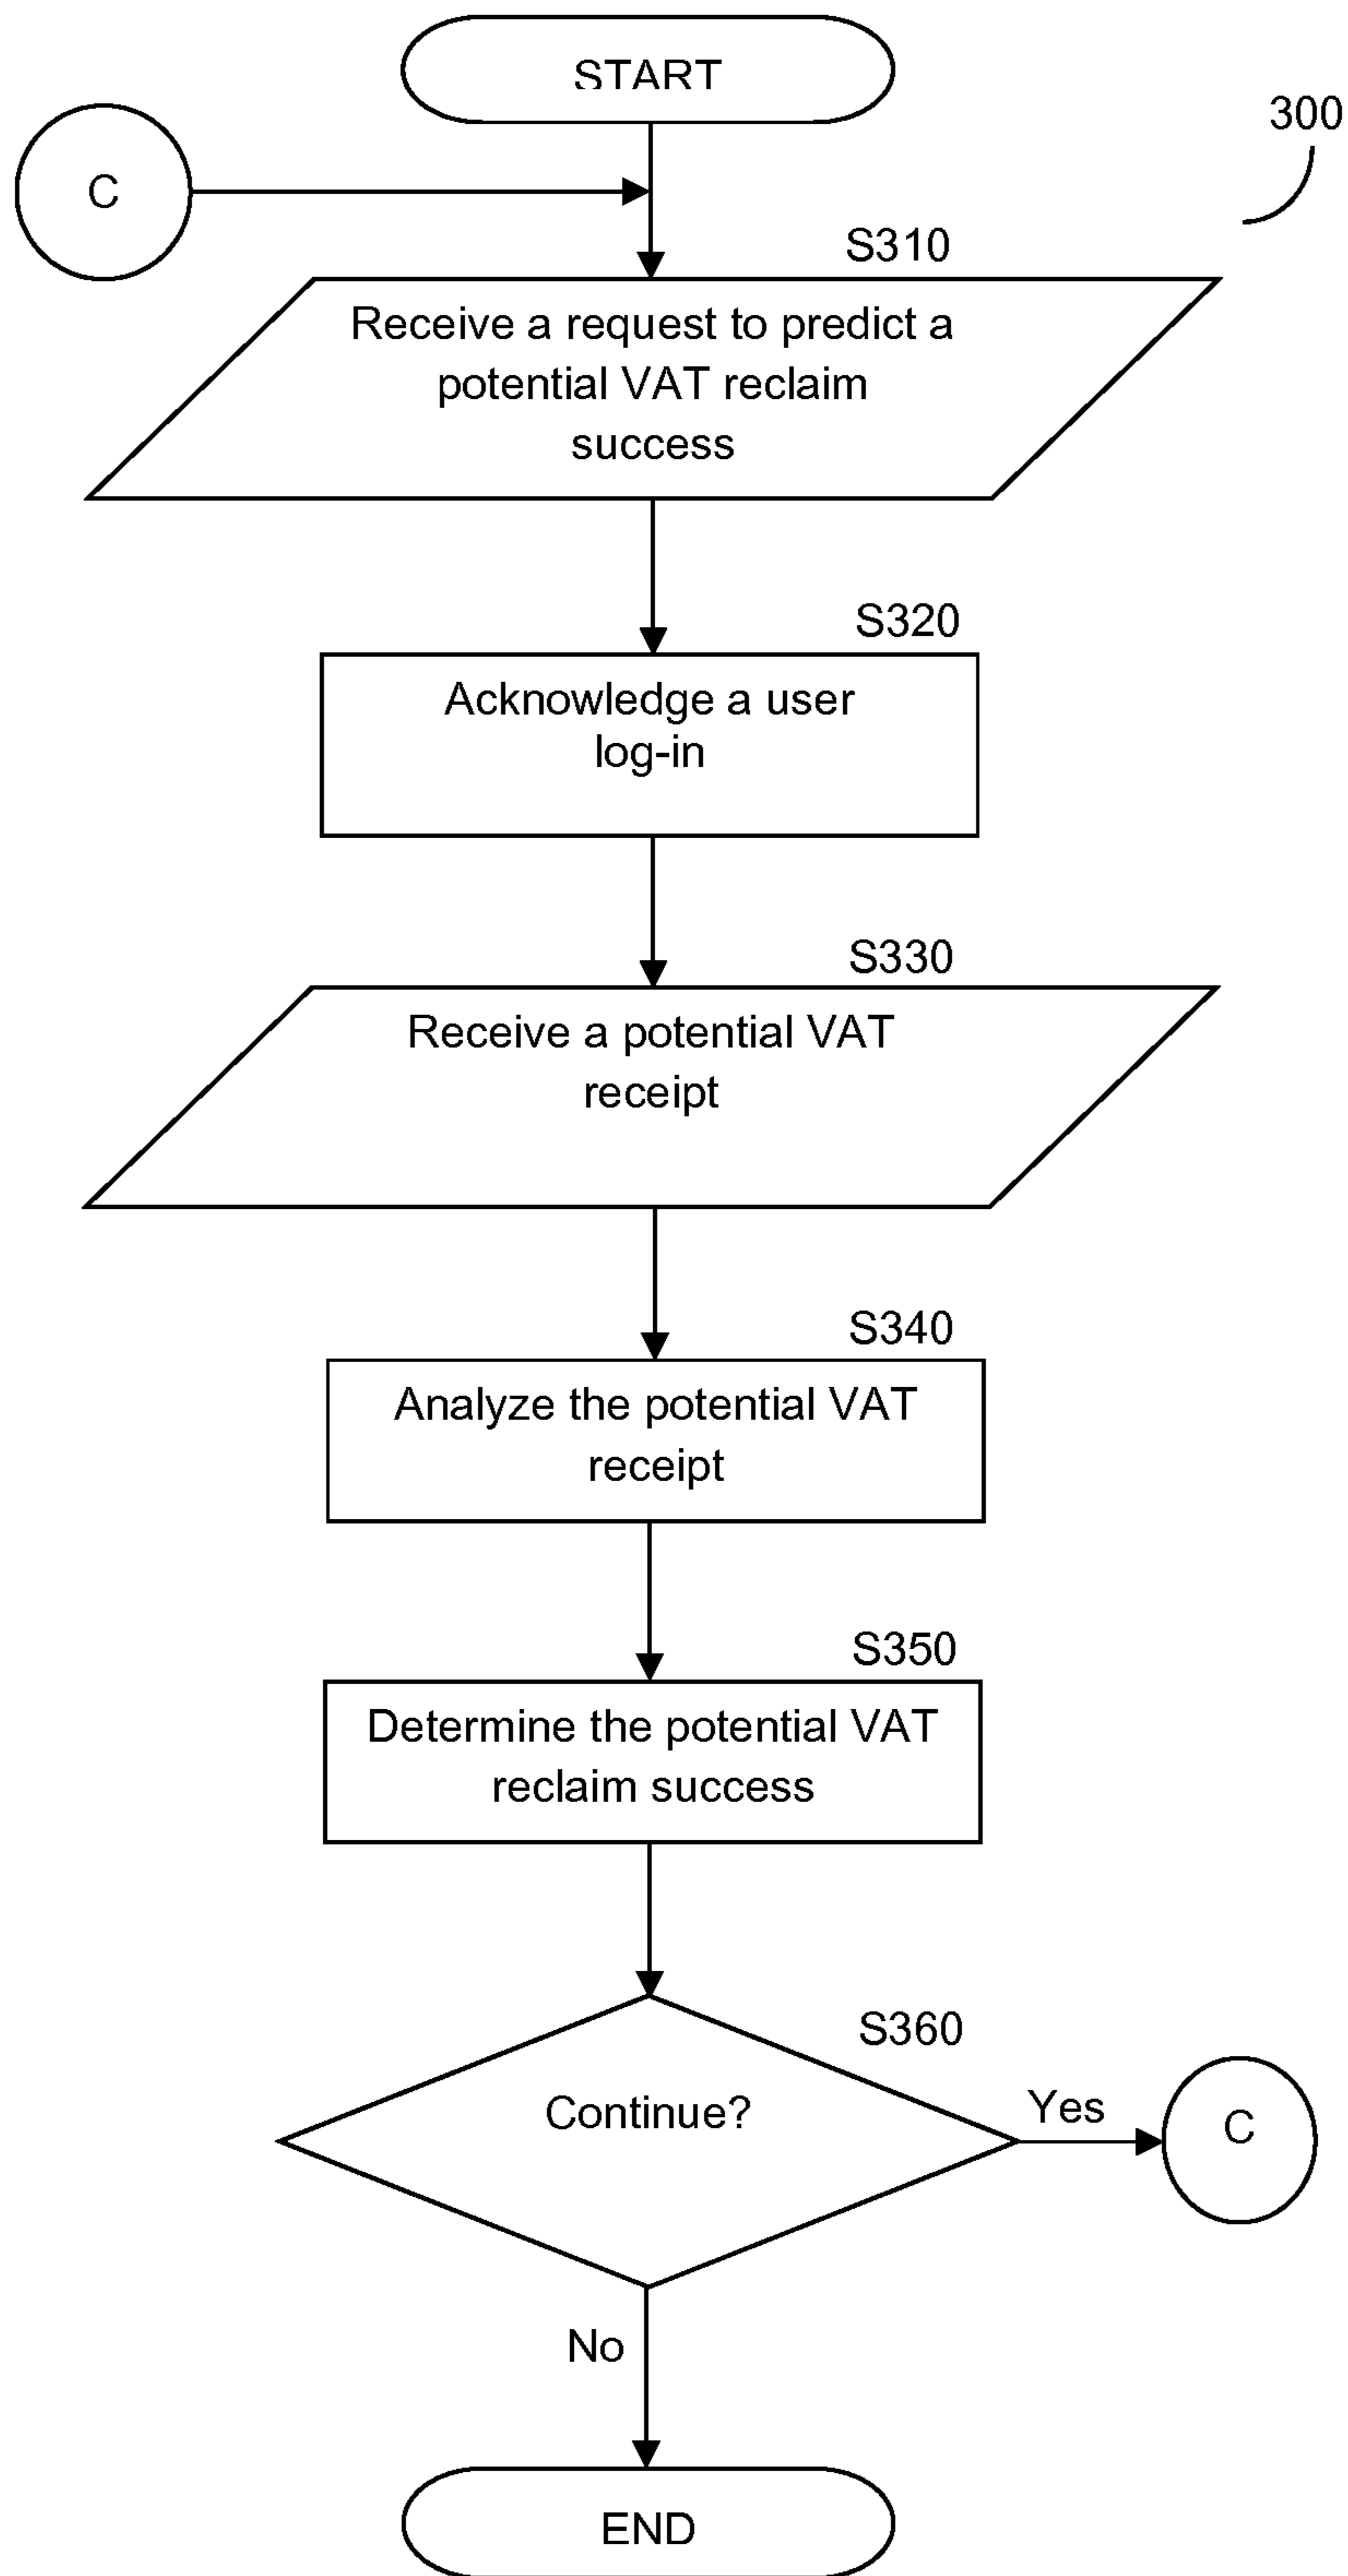 START
300
C
S310
Receive a request to predict a
potential VAT reclaim
success
S320
Acknowledge a user
log-in
S330
Receive a potential VAT
receipt
S340
Analyze the potential VAT
receipt
S350
Determine the potential VAT
reclaim success
S360
Continue?
Yes
C
No
END